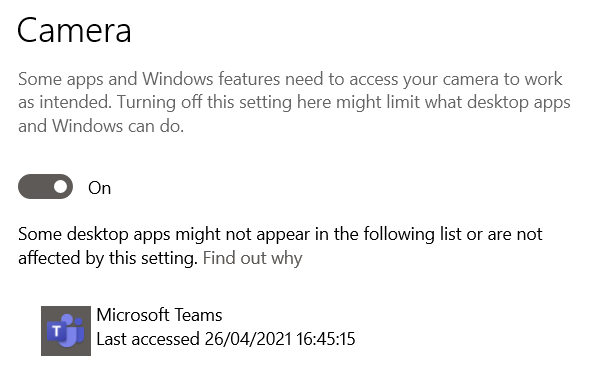 Camera
Some apps and Windows features need to access your camera to work
as intended. Turning off this setting here might limit what desktop apps
and Windows can do.
On
Some desktop apps might not appear in the following list or are not
affected by this setting. Find out why
T
Microsoft Teams
Last accessed 26/04/2021 16:45:15